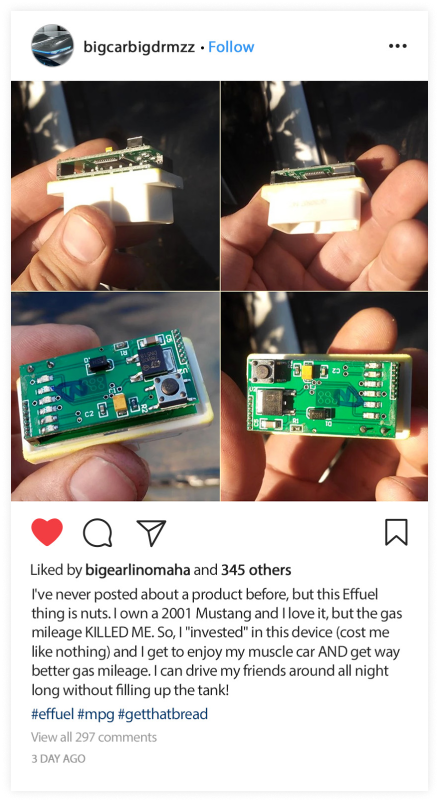 bigcarbigdrmzz • Follow
C2
Liked by bigearlinomaha and 345 others
I've never posted about a product before, but this Effuel
thing is nuts. I own a 2001 Mustang and I love it, but the gas
mileage KILLED ME. So, I "invested" in this device (cost me
like nothing) and I get to enjoy my muscle car AND get way
better gas mileage. I can drive my friends around all night
long without filling up the tank!
#effuel #mpg #getthatbread
View all 297 comments
3 DAY AGO